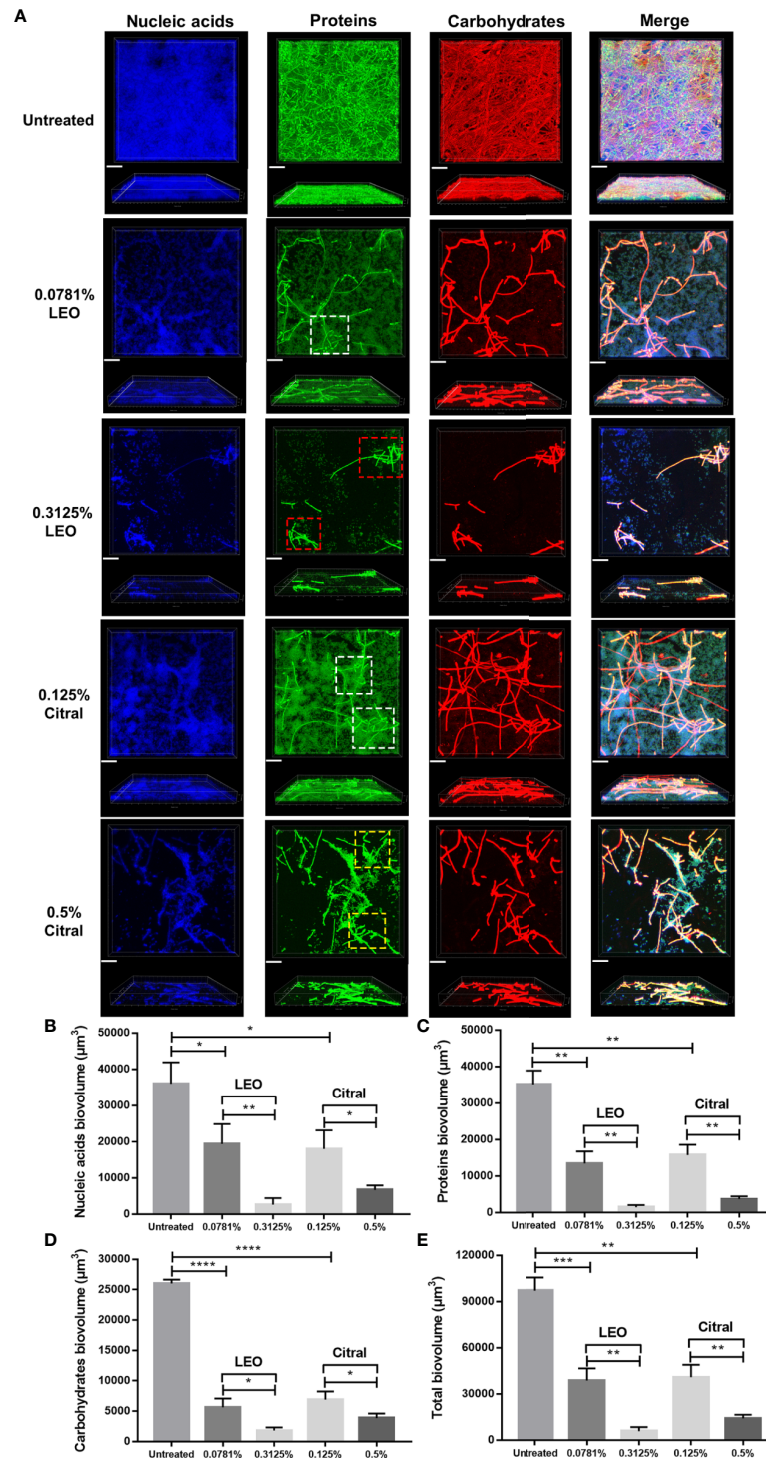 A
Nucleic acids Proteins Carbohydrates Merge
Untreated
0.0781%
LEO
0.3125%
LEO
0.125%
Citral
0.5%
Citral
B
Nucleic acids biovolume (µm³)
50000
40000
30000
20000
10000
0
*
*
LEO
**
Citral
*
Untreated 0.0781% 0.3125% 0.125% 0.5%
C
Proteins biovolume (µm³)
50000
40000
30000
20000
10000
0
**
**
LEO
**
Citral
**
Untreated 0.0781% 0.3125% 0.125% 0.5%
D
Carbohydrates biovolume (µm³)
30000
25000
20000
15000
10000
5000
0
****
****
LEO
*
Citral
*
Untreated 0.0781% 0.3125% 0.125% 0.5%
E
Total biovolume (µm³)
120000
90000
60000
30000
0
**
***
LEO
**
Citral
**
Untreated 0.0781% 0.3125% 0.125% 0.5%